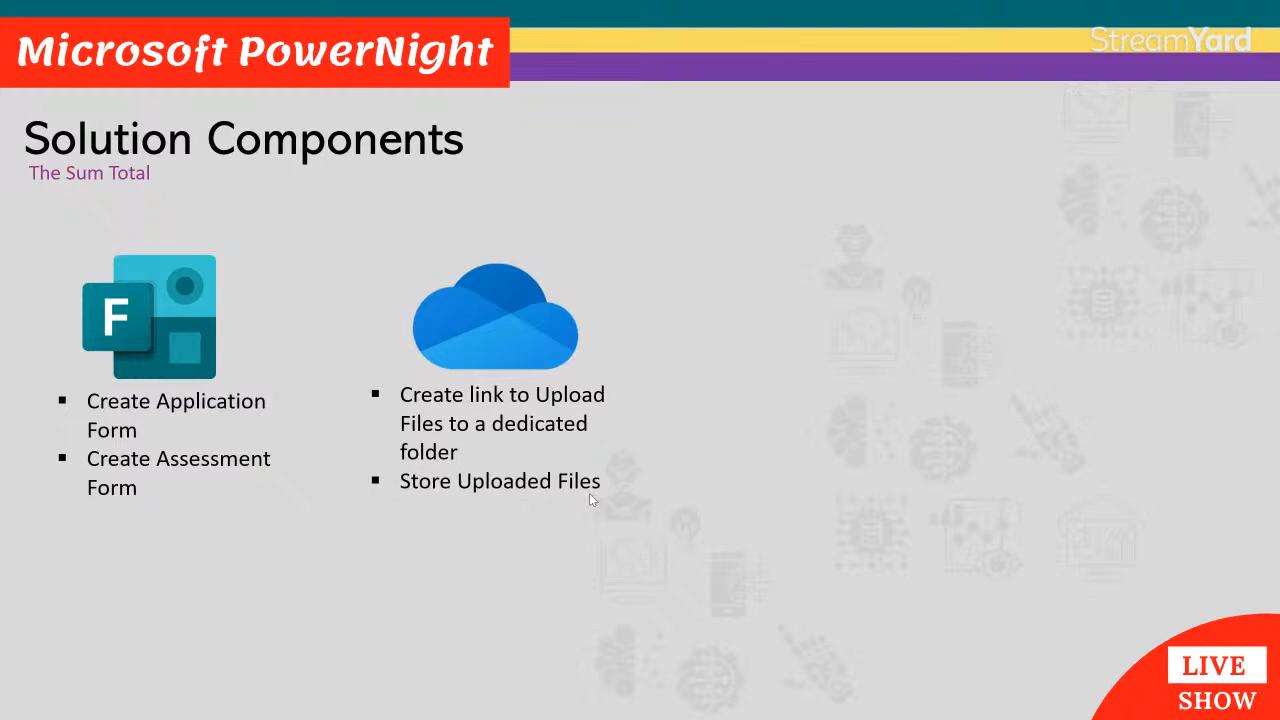 Microsoft PowerNight
StreamYard
Solution Components
The Sum Total
F
▪ Create Application
Form
▪ Create Assessment
Form
▪ Create link to Upload
Files to a dedicated
folder
▪ Store Uploaded Files
LIVE
SHOW